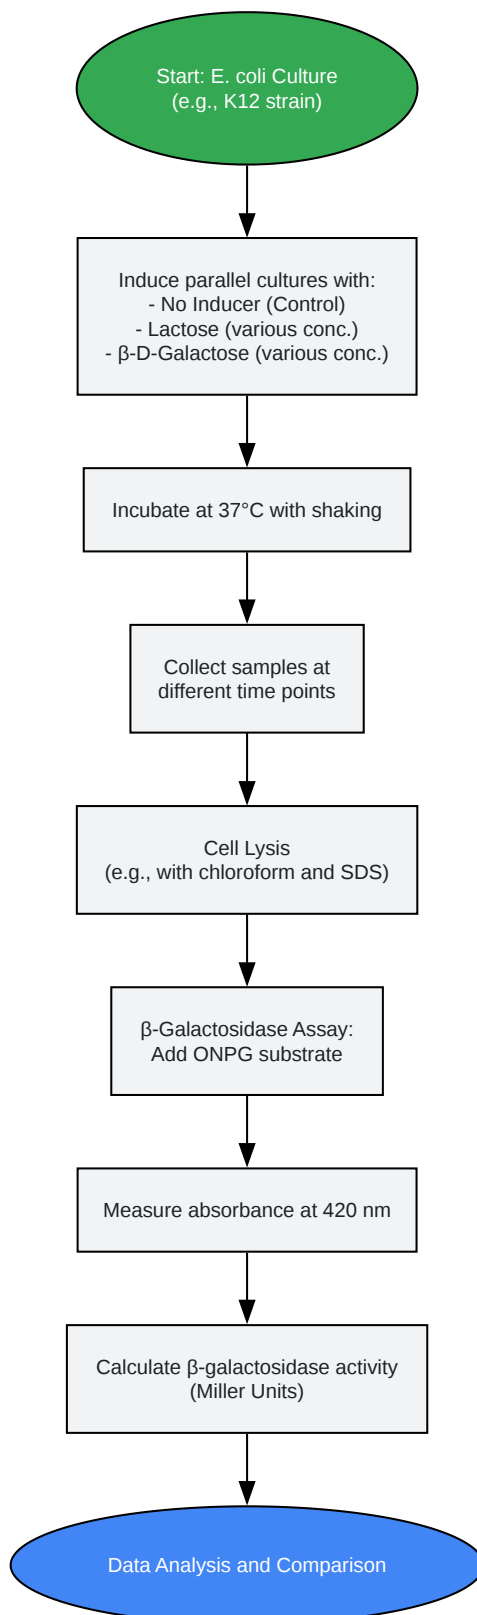 Start: E. coli Culture
(e.g., K12 strain)
Induce parallel cultures with:
- No Inducer (Control)
- Lactose (various conc.)
- β-D-Galactose (various conc.)
Incubate at 37°C with shaking
Collect samples at
different time points
Cell Lysis
(e.g., with chloroform and SDS)
β-Galactosidase Assay:
Add ONPG substrate
Measure absorbance at 420 nm
Calculate β-galactosidase activity
(Miller Units)
Data Analysis and Comparison